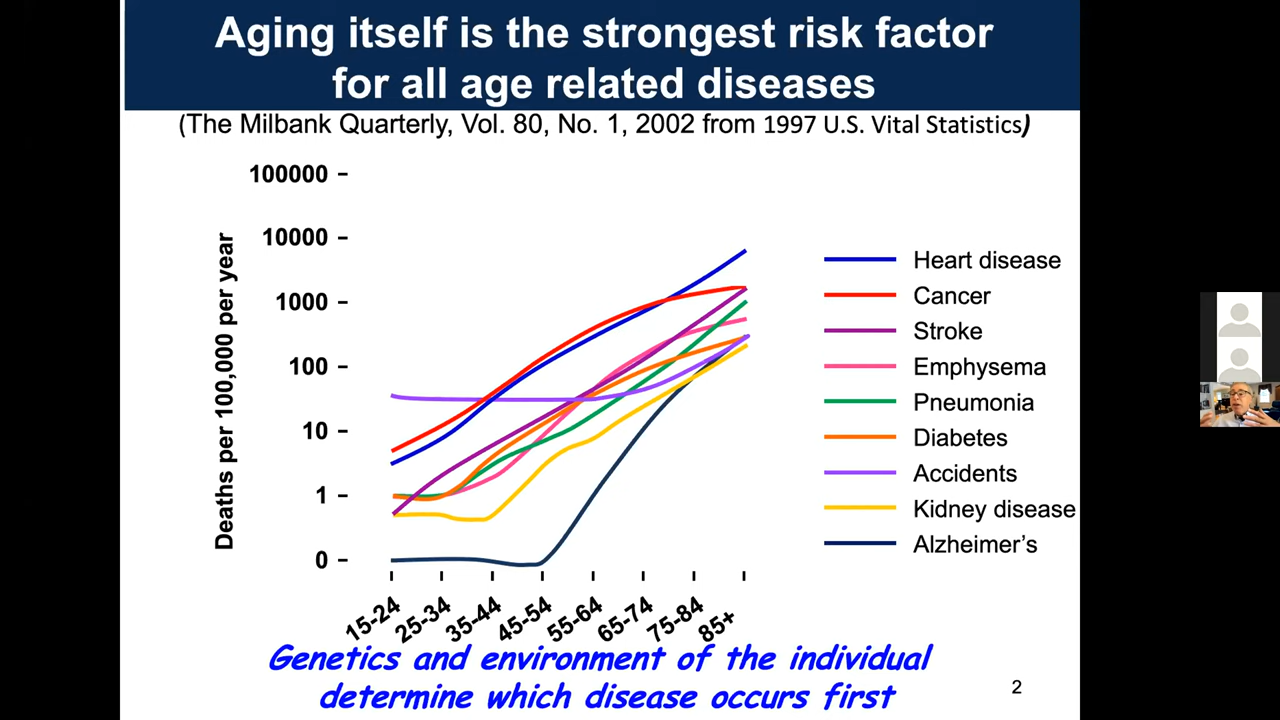 Aging itself is the strongest risk factor
for all age related diseases
(The Milbank Quarterly, Vol. 80, No. 1, 2002 from 1997 U.S. Vital Statistics)
Deaths per 100,000 per year
100000
10000
1000
100
10
1
0
15-24
25-34
35-44
45-54
55-64
65-74
75-84
85+
Heart disease
Cancer
Stroke
Emphysema
Pneumonia
Diabetes
Accidents
Kidney disease
Alzheimer’s
Genetics and environment of the individual
determine which disease occurs first
2